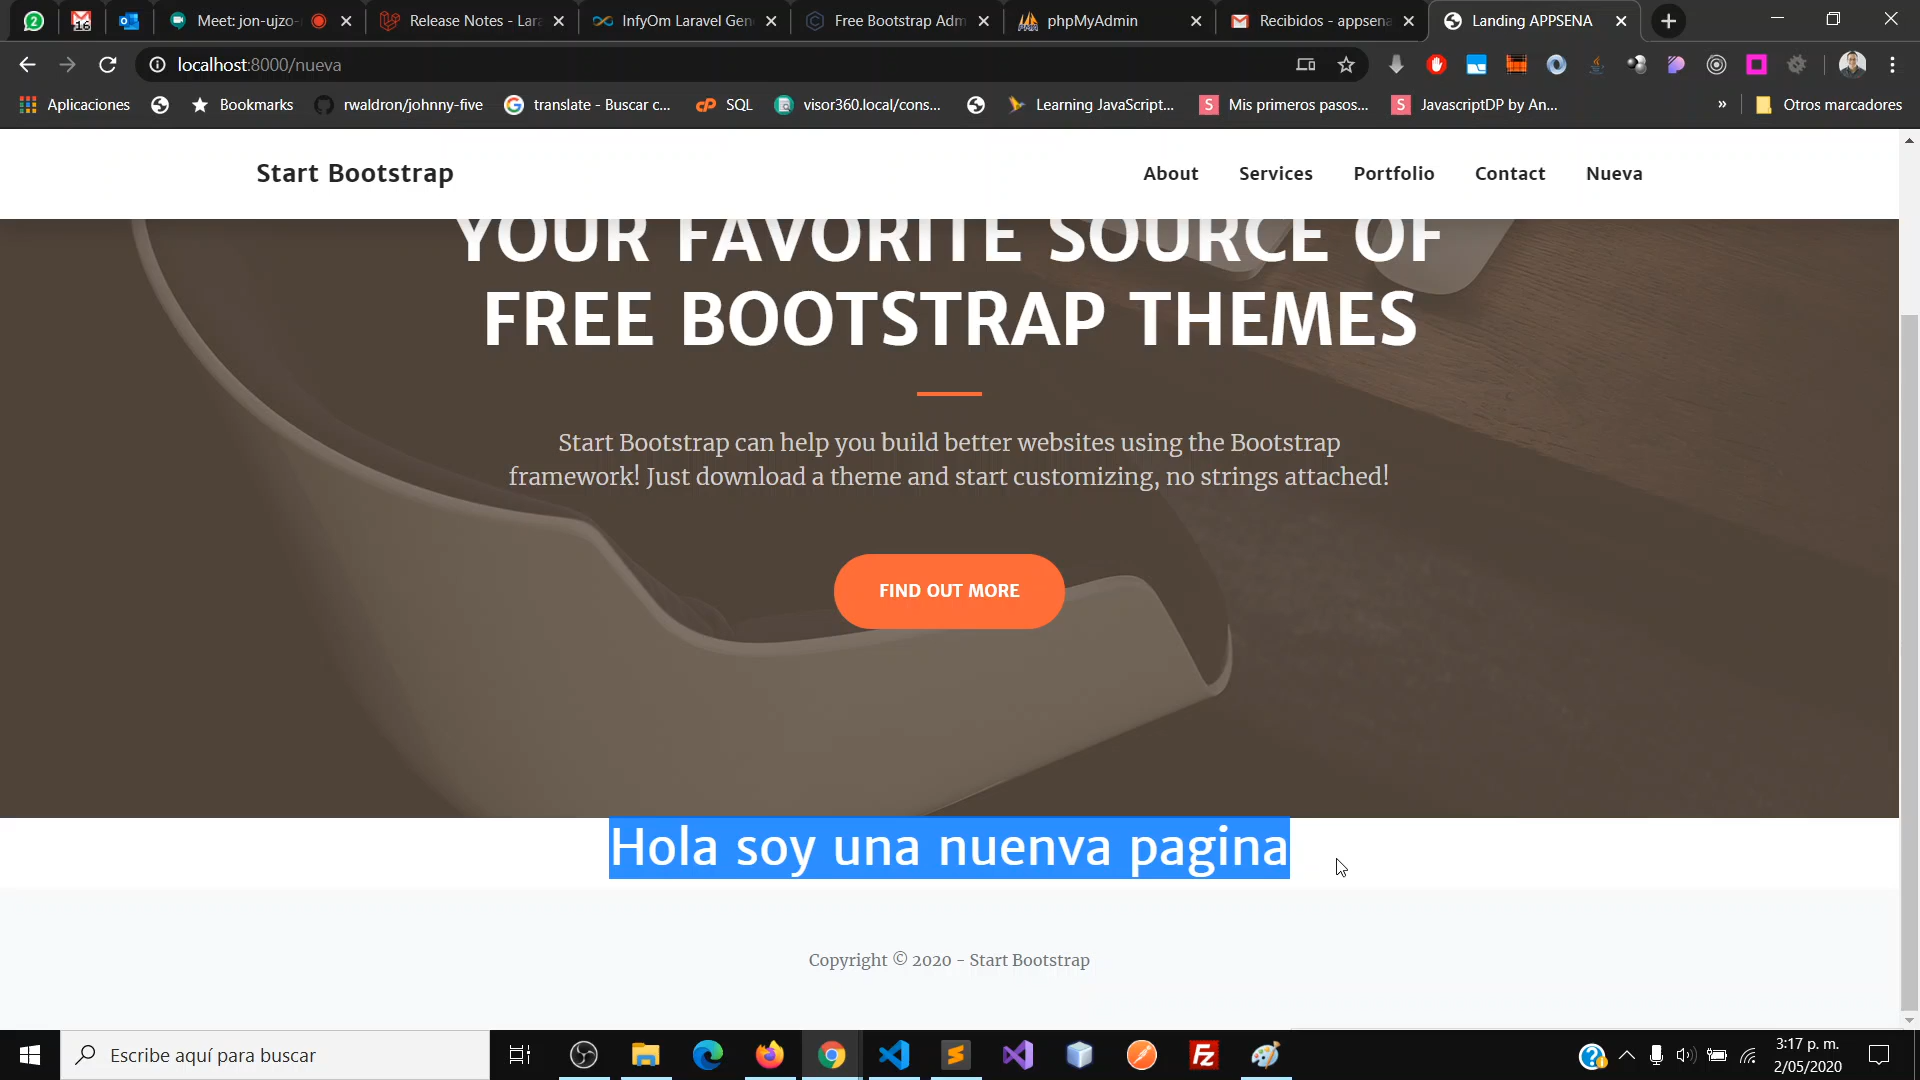 2
16
Meet: jon-ujzo-
Release Notes - Lara
InfyOm Laravel Gen
Free Bootstrap Adm
phpMyAdmin
Recibidos - appsena
Landing APPSENA
localhost:8000/nueva
Aplicaciones
Bookmarks
rwaldron/johnny-five
translate - Buscar c...
SQL
visor360.local/cons...
Learning JavaScript...
Mis primeros pasos...
JavascriptDP by An...
»
Otros marcadores
Start Bootstrap
About
Services
Portfolio
Contact
Nueva
YOUR FAVORITE SOURCE OF
FREE BOOTSTRAP THEMES
Start Bootstrap can help you build better websites using the Bootstrap
framework! Just download a theme and start customizing, no strings attached!
FIND OUT MORE
Hola soy una nuenva pagina
Copyright © 2020 - Start Bootstrap
Escribe aquí para buscar
3:17 p. m.
2/05/2020